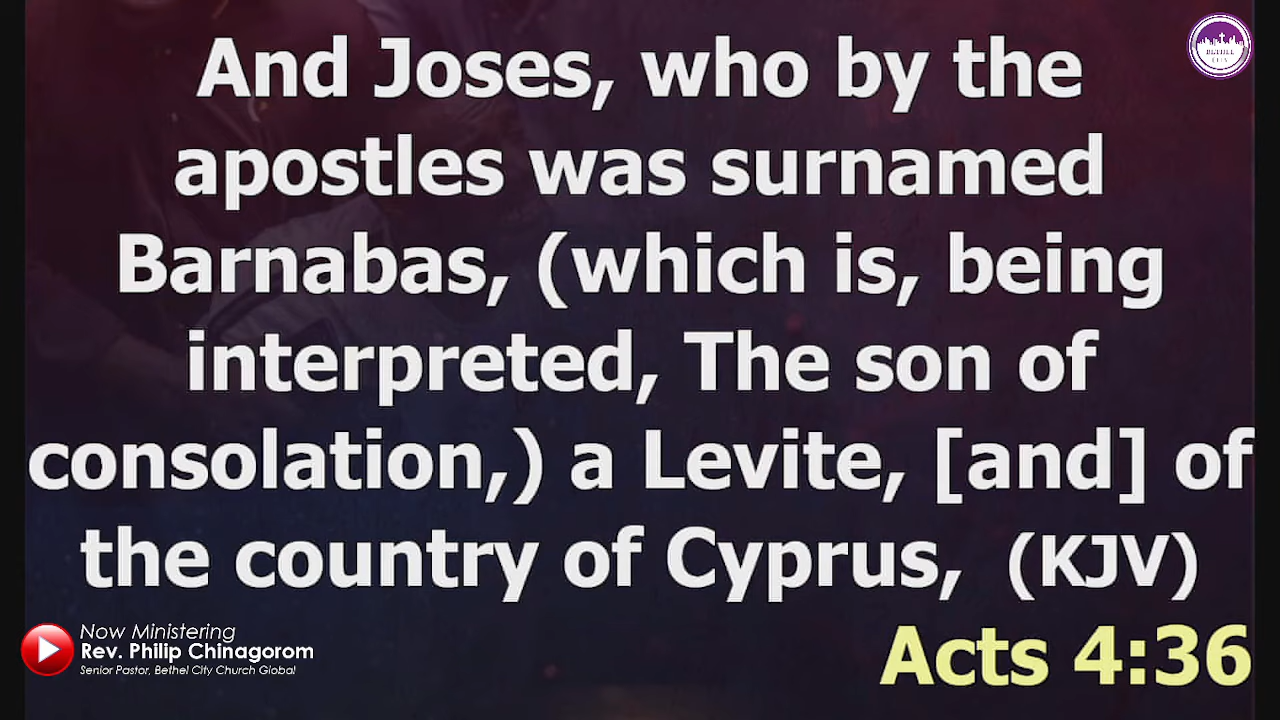 And Joses, who by the
apostles was surnamed
Barnabas, (which is, being
interpreted, The son of
consolation,) a Levite, [and] of
the country of Cyprus, (KJV)
Acts 4:36
Now Ministering
Rev. Philip Chinagorom
Senior Pastor, Bethel City Church Global
BETHEL
CITY